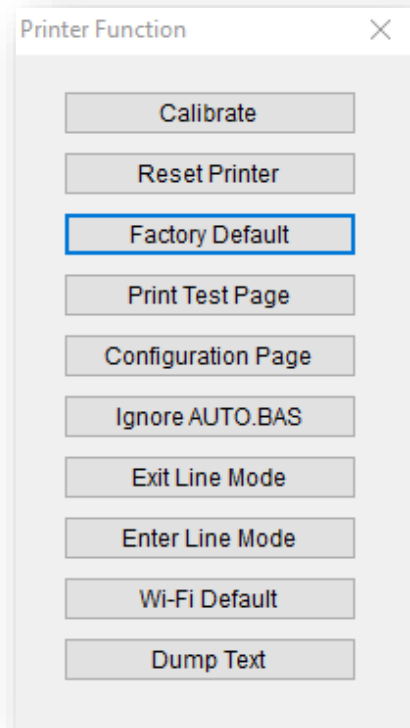 Printer Function
Calibrate
Reset Printer
Factory Default
Print Test Page
Configuration Page
Ignore AUTO.BAS
Exit Line Mode
Enter Line Mode
Wi-Fi Default
Dump Text